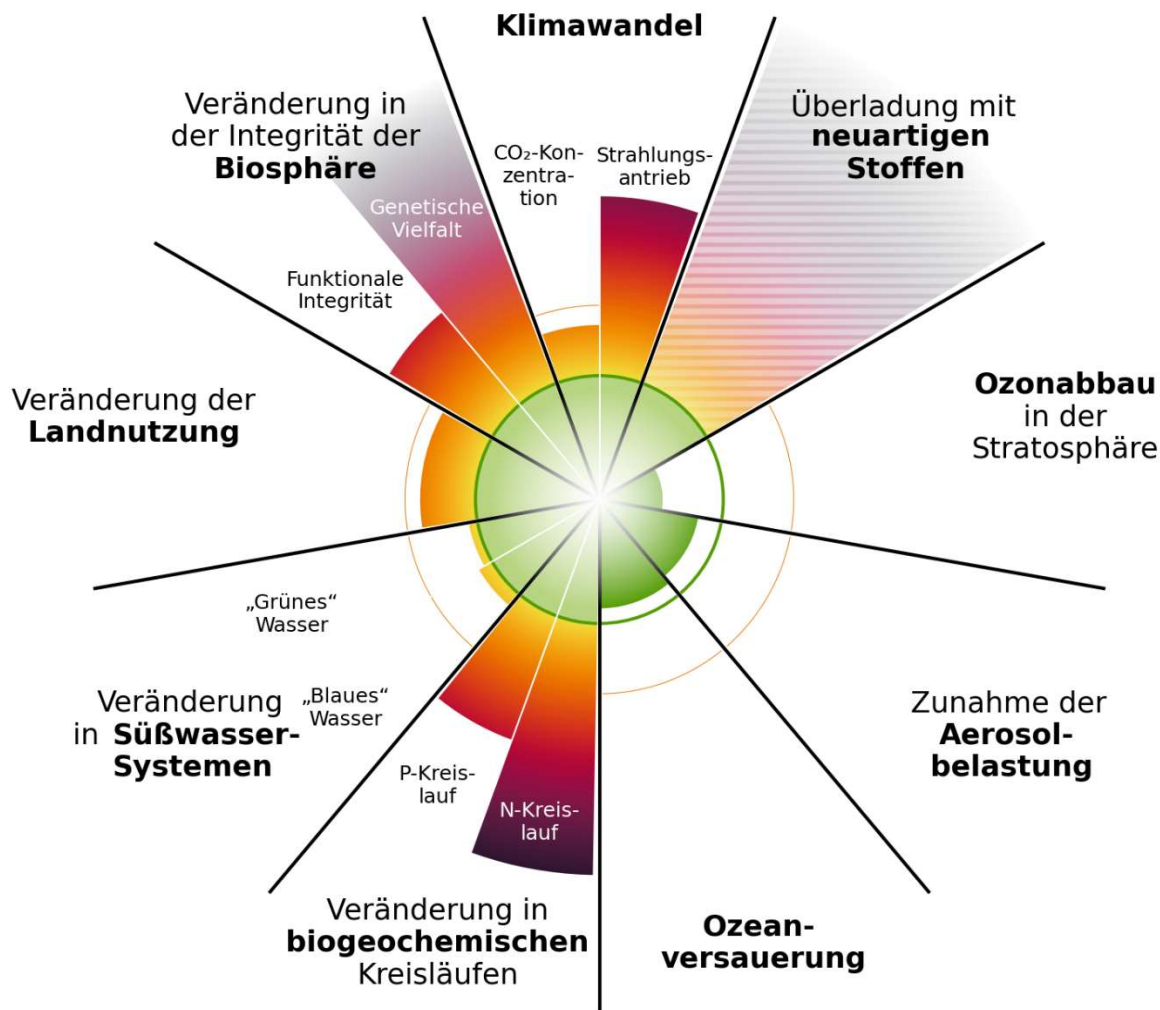 Klimawandel
CO₂-Kon-
zentra-
tion
Strahlungs-
antrieb
Überladung mit
neuartigen
Stoffen
Ozonabbau
in der
Stratosphäre
Zunahme der
Aerosol-
belastung
Ozean-
versauerung
Veränderung in
biogeochemischen
Kreisläufen
P-Kreis-
lauf
N-Kreis-
lauf
Veränderung
in Süßwasser-
Systemen
„Grünes“
Wasser
„Blaues“
Wasser
Veränderung der
Landnutzung
Veränderung in
der Integrität der
Biosphäre
Funktionale
Integrität
Genetische
Vielfalt